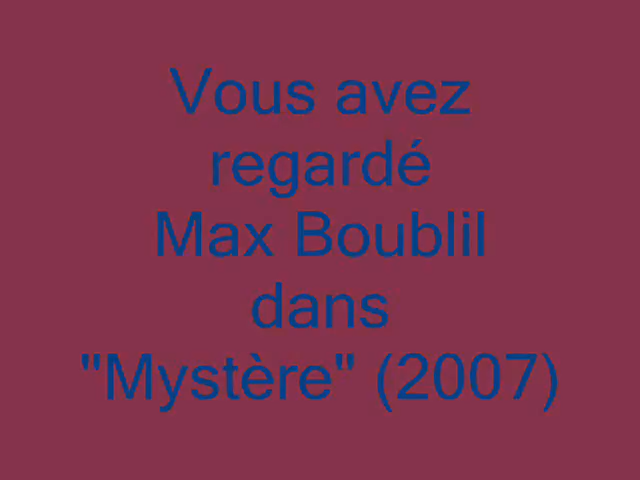 Vous avez
regardé
Max Boublil
dans
"Mystère" (2007)